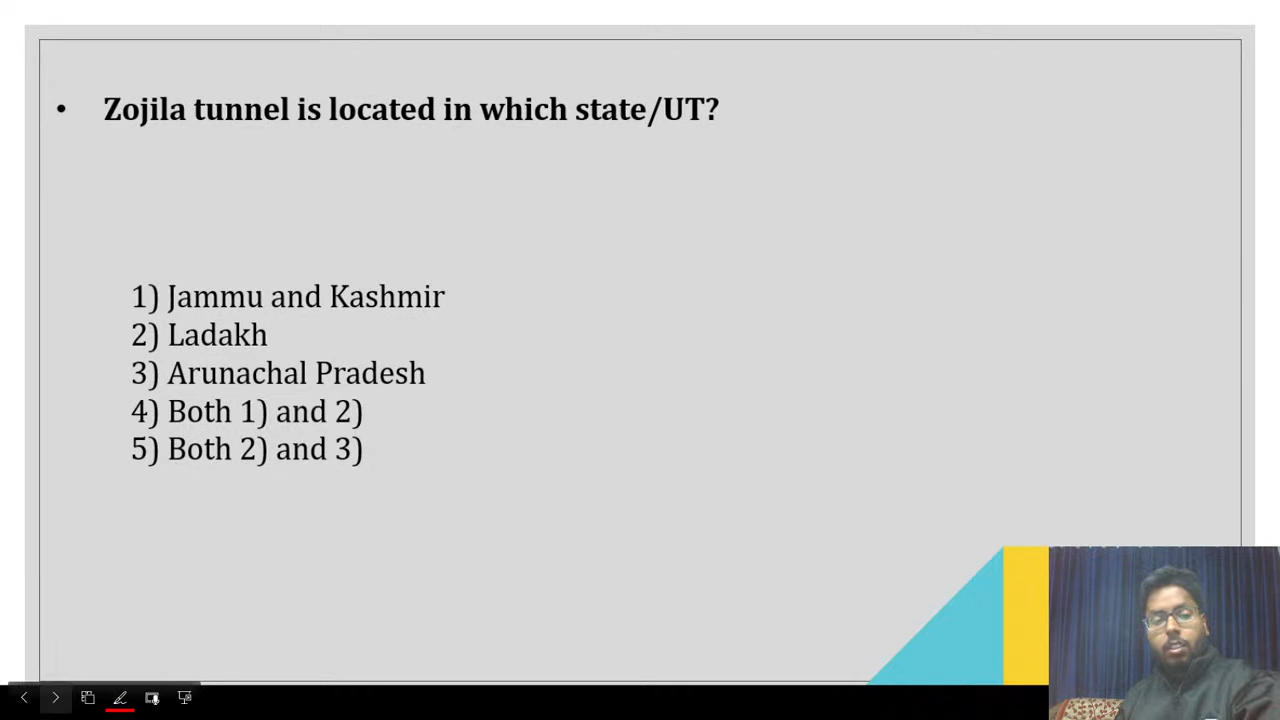 • Zojila tunnel is located in which state/UT?
1) Jammu and Kashmir
2) Ladakh
3) Arunachal Pradesh
4) Both 1) and 2)
5) Both 2) and 3)